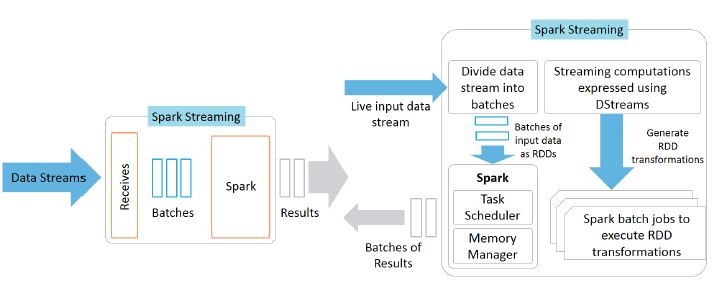 Spark Streaming
Data Streams
Receives
Batches
Spark
Results
Spark Streaming
Live input data
stream
Divide data
stream into
batches
Streaming computations
expressed using
DStreams
Batches of
input data
as RDDs
Generate
RDD
transformations
Spark
Task
Scheduler
Memory
Manager
Batches of
Results
Spark batch jobs to
execute RDD
transformations